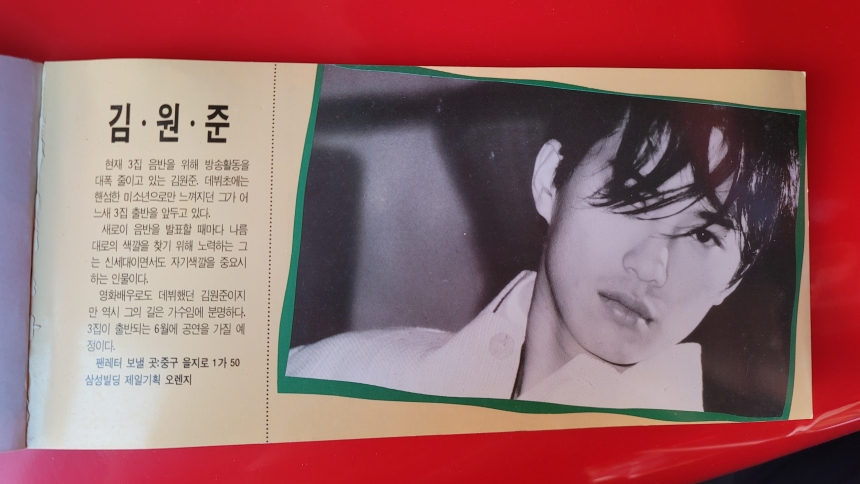 김·원·준
현재 3집 음반을 위해 방송활동을
대폭 줄이고 있는 김원준. 데뷔초에는
핸섬한 미소년으로만 느껴지던 그가 어
느새 3집 출반을 앞두고 있다.
새로이 음반을 발표할 때마다 나름
대로의 색깔을 찾기 위해 노력하는 그
는 신세대이면서도 자기색깔을 중요시
하는 인물이다.
영화배우로도 데뷔했던 김원준이지
만 역시 그의 길은 가수임에 분명하다.
3집이 출반되는 6월에 공연을 가질 예
정이다.
팬레터 보낼 곳:중구 을지로 1가 50
삼성빌딩 제일기획 오렌지